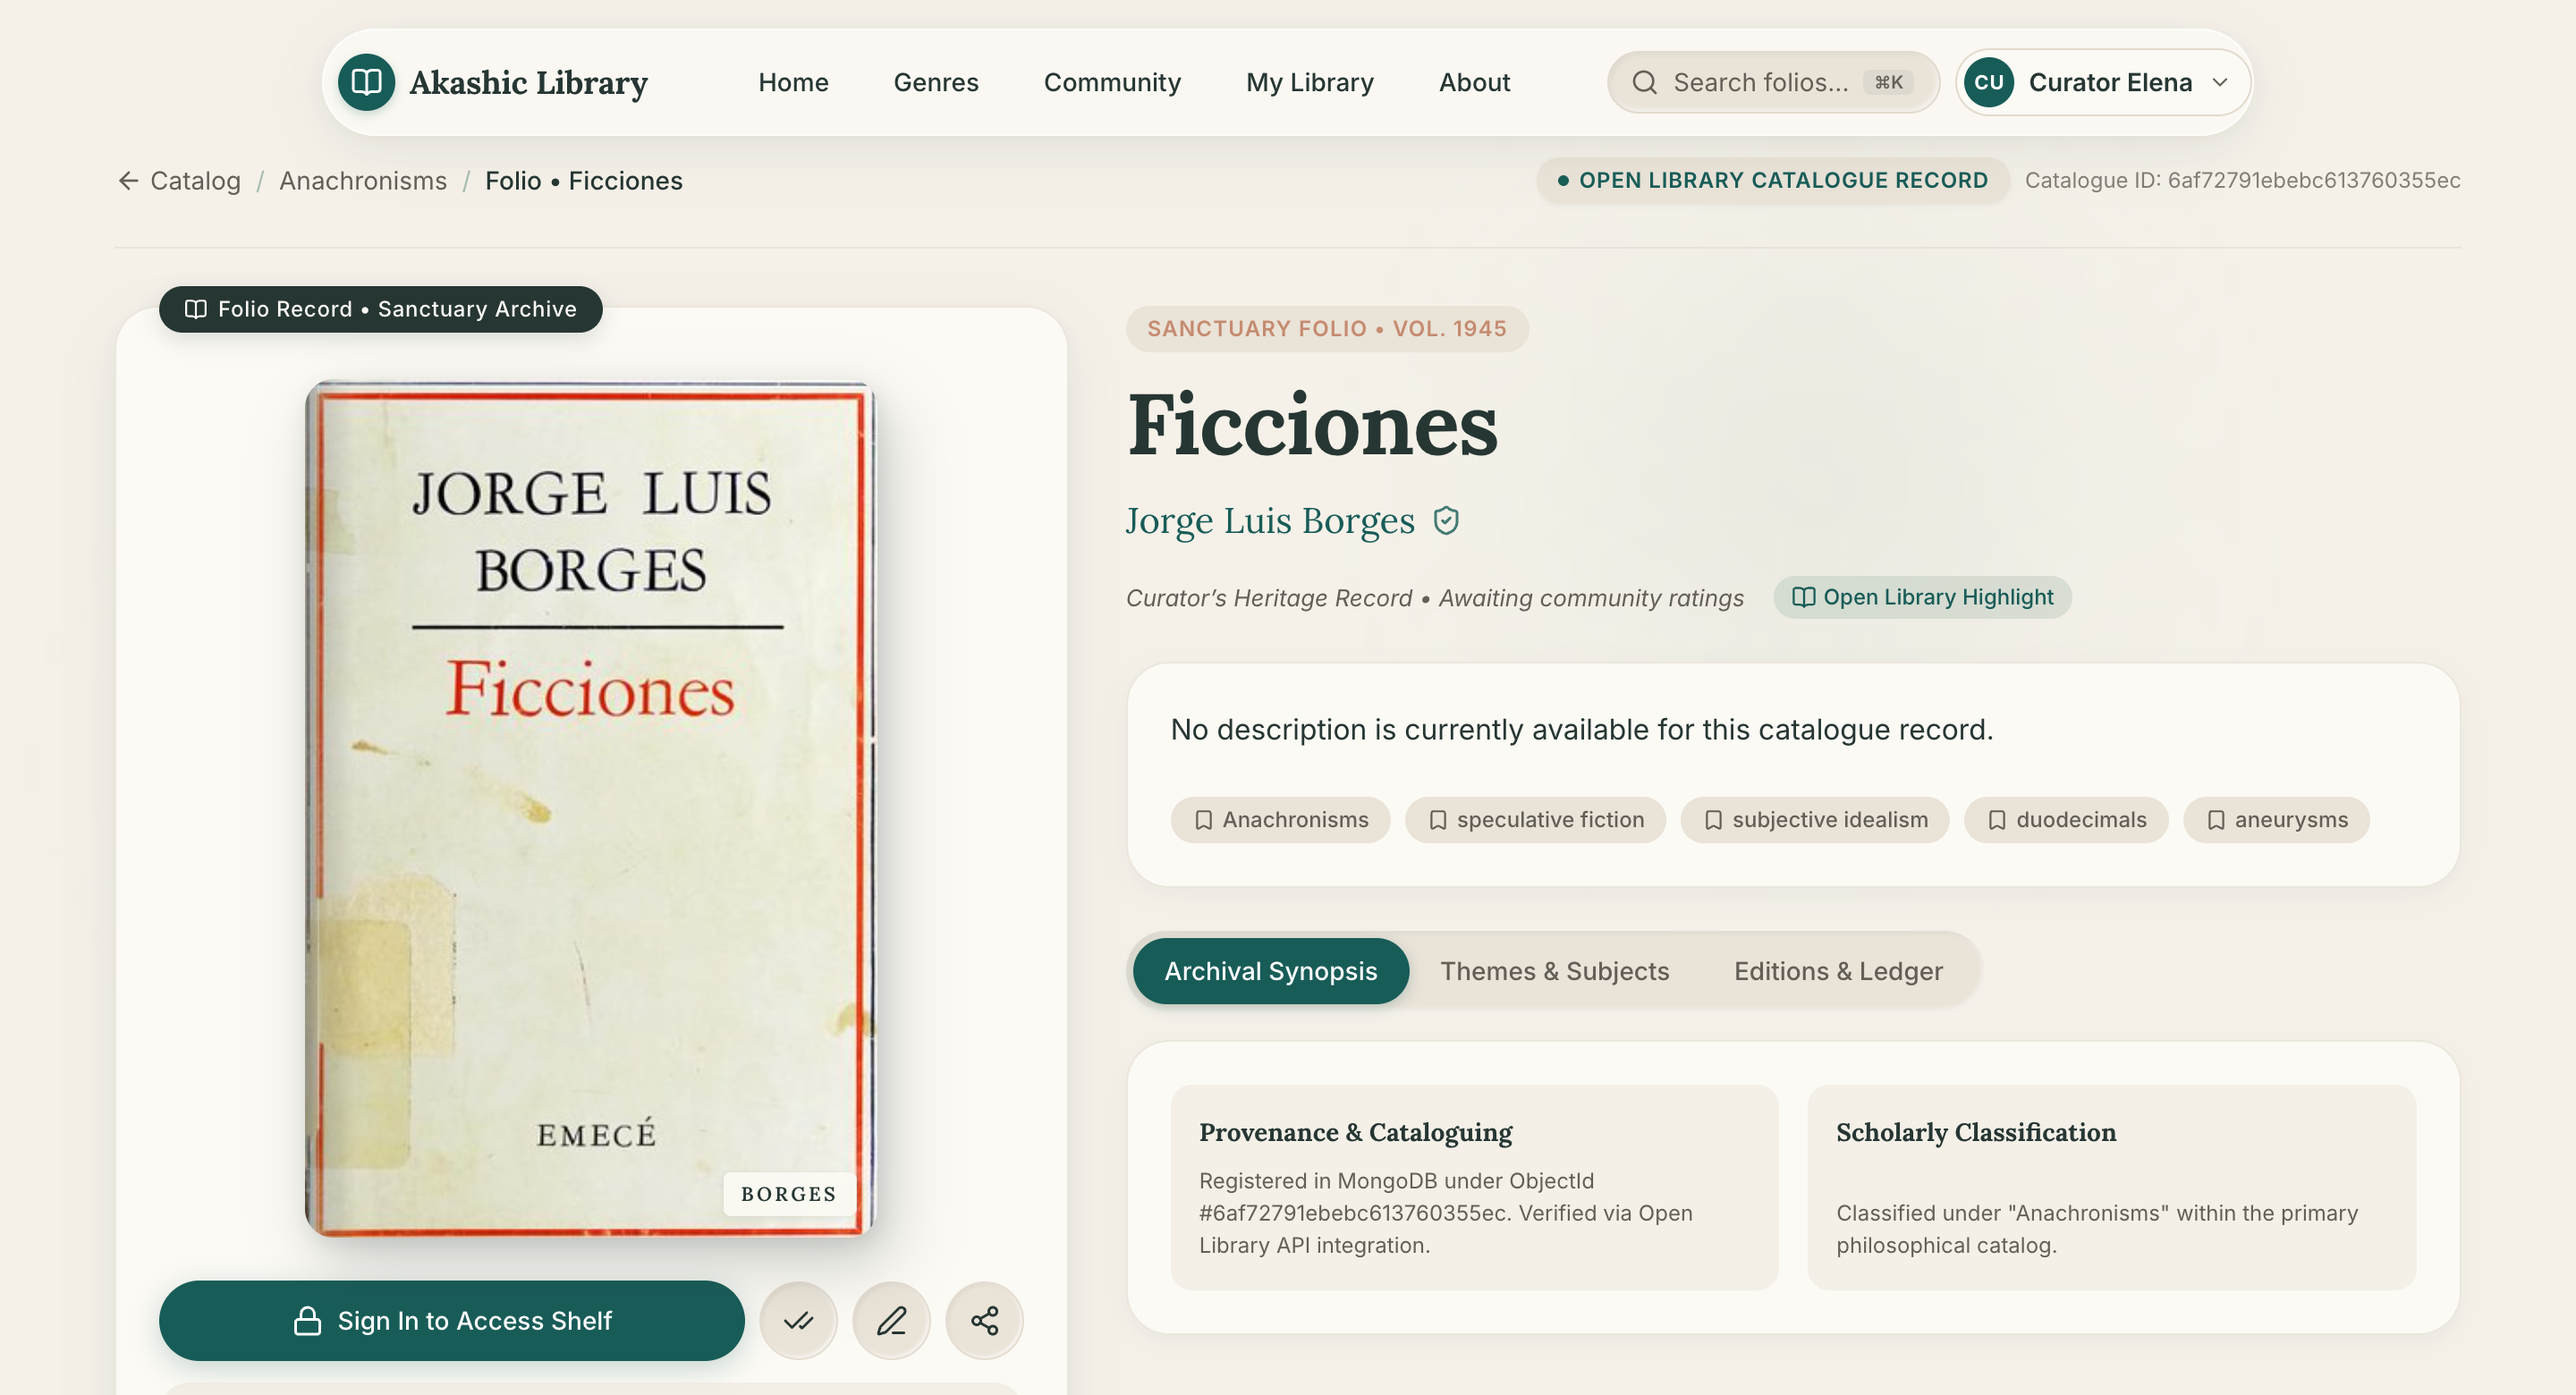 Akashic Library
Home
Genres
Community
My Library
About
Search folios...
⌘K
CU
Curator Elena
Catalog / Anachronisms / Folio • Ficciones
OPEN LIBRARY CATALOGUE RECORD
Catalogue ID: 6af72791ebebc613760355ec
Folio Record • Sanctuary Archive
JORGE LUIS
BORGES
Ficciones
EMECÉ
BORGES
Sign In to Access Shelf
SANCTUARY FOLIO • VOL. 1945
Ficciones
Jorge Luis Borges
Curator’s Heritage Record • Awaiting community ratings
Open Library Highlight
No description is currently available for this catalogue record.
Anachronisms
speculative fiction
subjective idealism
duodecimals
aneurysms
Archival Synopsis
Themes & Subjects
Editions & Ledger
Provenance & Cataloguing
Registered in MongoDB under ObjectId
#6af72791ebebc613760355ec. Verified via Open
Library API integration.
Scholarly Classification
Classified under "Anachronisms" within the primary
philosophical catalog.